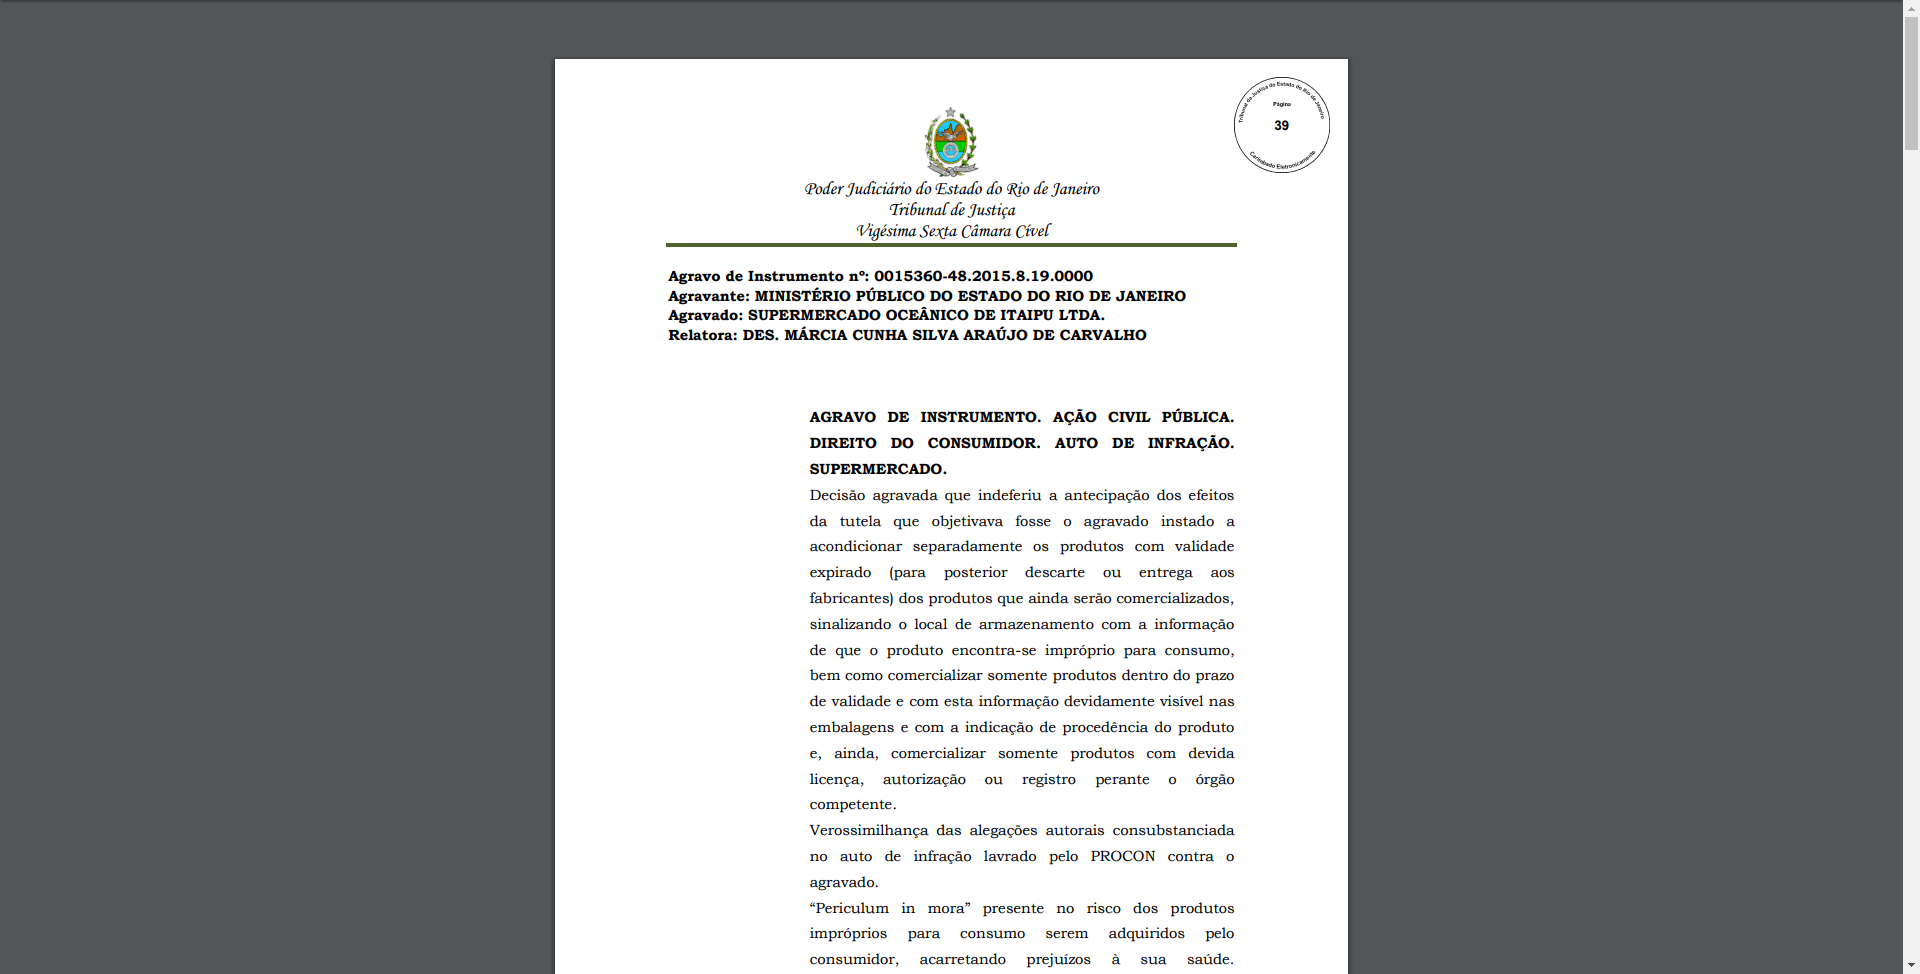 Tribunal de Justiça do Estado do Rio de Janeiro
Página
39
Carimbado Eletronicamente
Poder Judiciário do Estado do Rio de Janeiro
Tribunal de Justiça
Vigésima Sexta Câmara Cível
Agravo de Instrumento nº: 0015360-48.2015.8.19.0000
Agravante: MINISTÉRIO PÚBLICO DO ESTADO DO RIO DE JANEIRO
Agravado: SUPERMERCADO OCEÂNICO DE ITAIPU LTDA.
Relatora: DES. MÁRCIA CUNHA SILVA ARAÚJO DE CARVALHO
AGRAVO DE INSTRUMENTO. AÇÃO CIVIL PÚBLICA.
DIREITO DO CONSUMIDOR. AUTO DE INFRAÇÃO.
SUPERMERCADO.
Decisão agravada que indeferiu a antecipação dos efeitos
da tutela que objetivava fosse o agravado instado a
acondicionar separadamente os produtos com validade
expirado (para posterior descarte ou entrega aos
fabricantes) dos produtos que ainda serão comercializados,
sinalizando o local de armazenamento com a informação
de que o produto encontra-se impróprio para consumo,
bem como comercializar somente produtos dentro do prazo
de validade e com esta informação devidamente visível nas
embalagens e com a indicação de procedência do produto
e, ainda, comercializar somente produtos com devida
licença, autorização ou registro perante o órgão
competente.
Verossimilhança das alegações autorais consubstanciada
no auto de infração lavrado pelo PROCON contra o
agravado.
“Periculum in mora” presente no risco dos produtos
impróprios para consumo serem adquiridos pelo
consumidor, acarretando prejuízos à sua saúde.